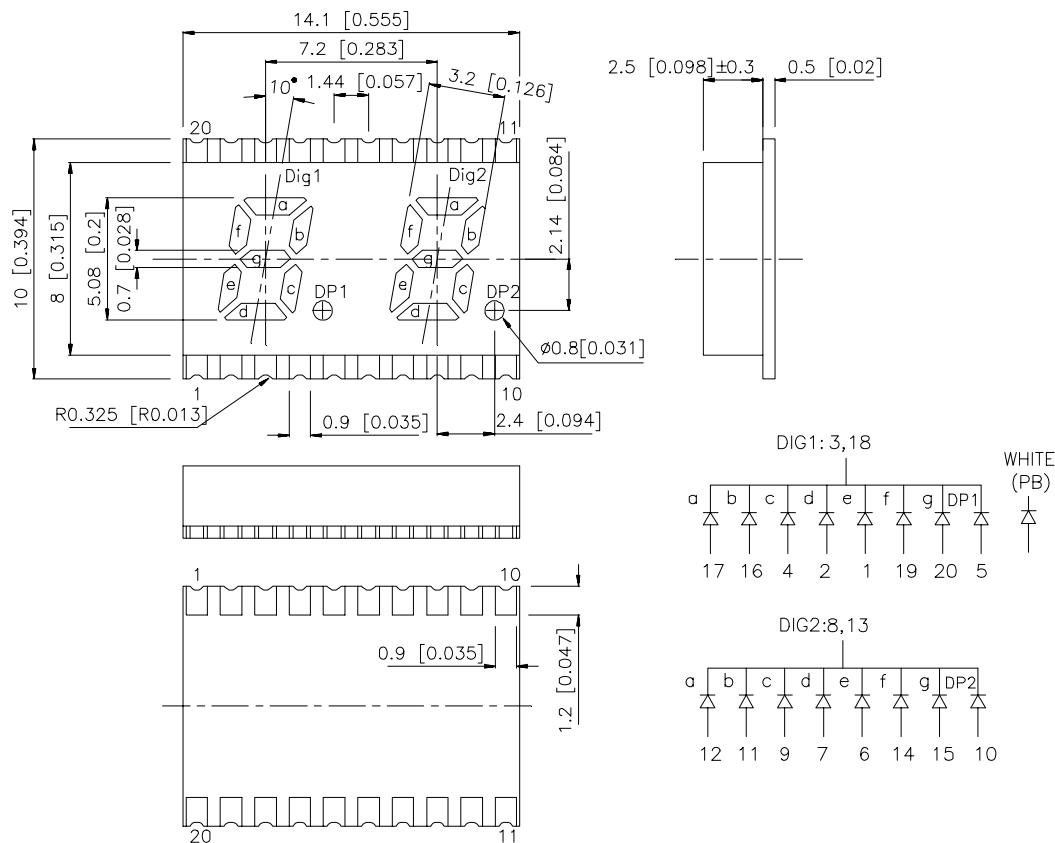 14.1 [0.555]
7.2 [0.283]
10° 1.44 [0.057]
3.2 [0.126]
2.5 [0.098]±0.3
0.5 [0.02]
20
11
10 [0.394]
8 [0.315]
5.08 [0.2]
0.7 [0.028]
2.14 [0.084]
Dig1
Dig2
a
a
f
b
f
b
g
e
e
c
e
c
DP1
DP2
d
d
ø0.8[0.031]
1
10
R0.325 [R0.013]
0.9 [0.035]
2.4 [0.094]
DIG1:3,18
WHITE
(PB)
a b c d e f g DP1
17 16 4 2 1 19 20 5
1
10
0.9 [0.035]
1.2 [0.047]
DIG2:8,13
a b c d e f g DP2
12 11 9 7 6 14 15 10
20
11